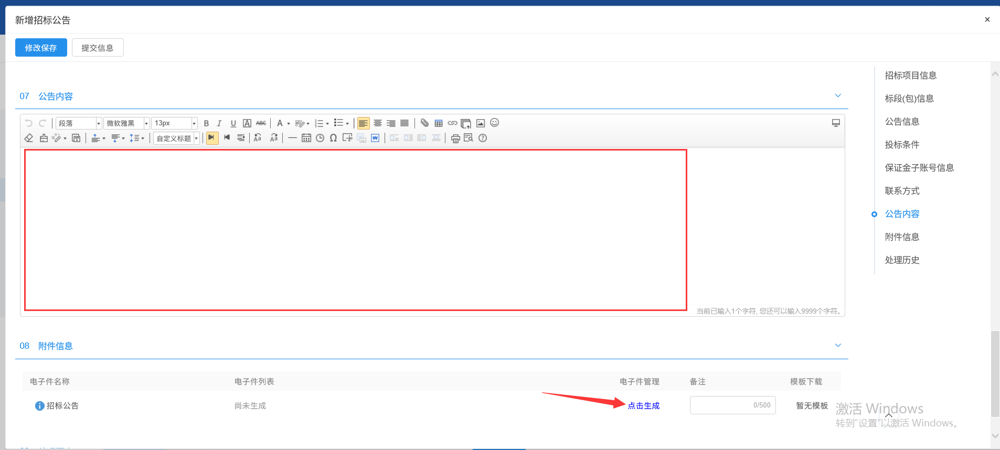 新增招标公告
×
修改保存 提交信息
07 公告内容
段落 微软雅黑 13px B I U A ABC A
自定义标题
当前已输入1个字符, 您还可以输入9999个字符。
08 附件信息
电子件名称 电子件列表 电子件管理 备注 模板下载
招标公告 尚未生成 点击生成 0/500 暂无模板
招标项目信息
标段(包)信息
公告信息
投标条件
保证金子账号信息
联系方式
公告内容
附件信息
处理历史
激活 Windows
转到"设置"以激活 Windows。